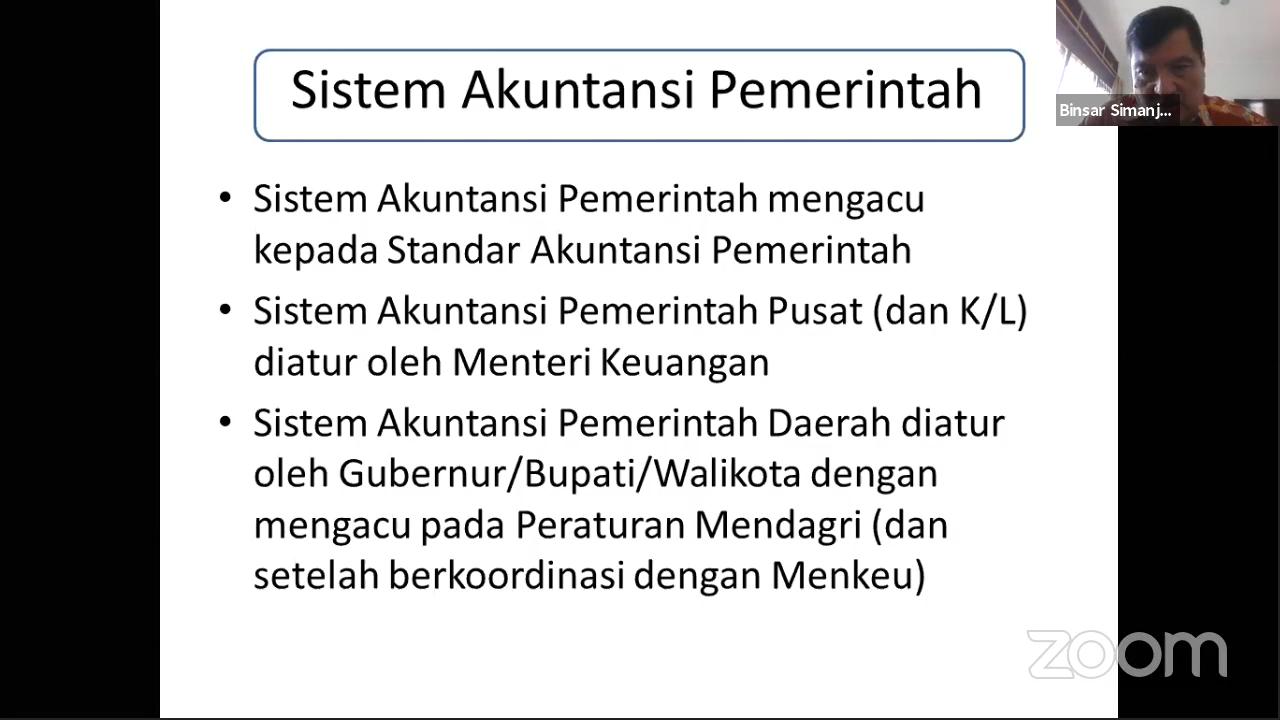 Sistem Akuntansi Pemerintah
Binsar Simanj...
• Sistem Akuntansi Pemerintah mengacu
kepada Standar Akuntansi Pemerintah
• Sistem Akuntansi Pemerintah Pusat (dan K/L)
diatur oleh Menteri Keuangan
• Sistem Akuntansi Pemerintah Daerah diatur
oleh Gubernur/Bupati/Walikota dengan
mengacu pada Peraturan Mendagri (dan
setelah berkoordinasi dengan Menkeu)
zoom